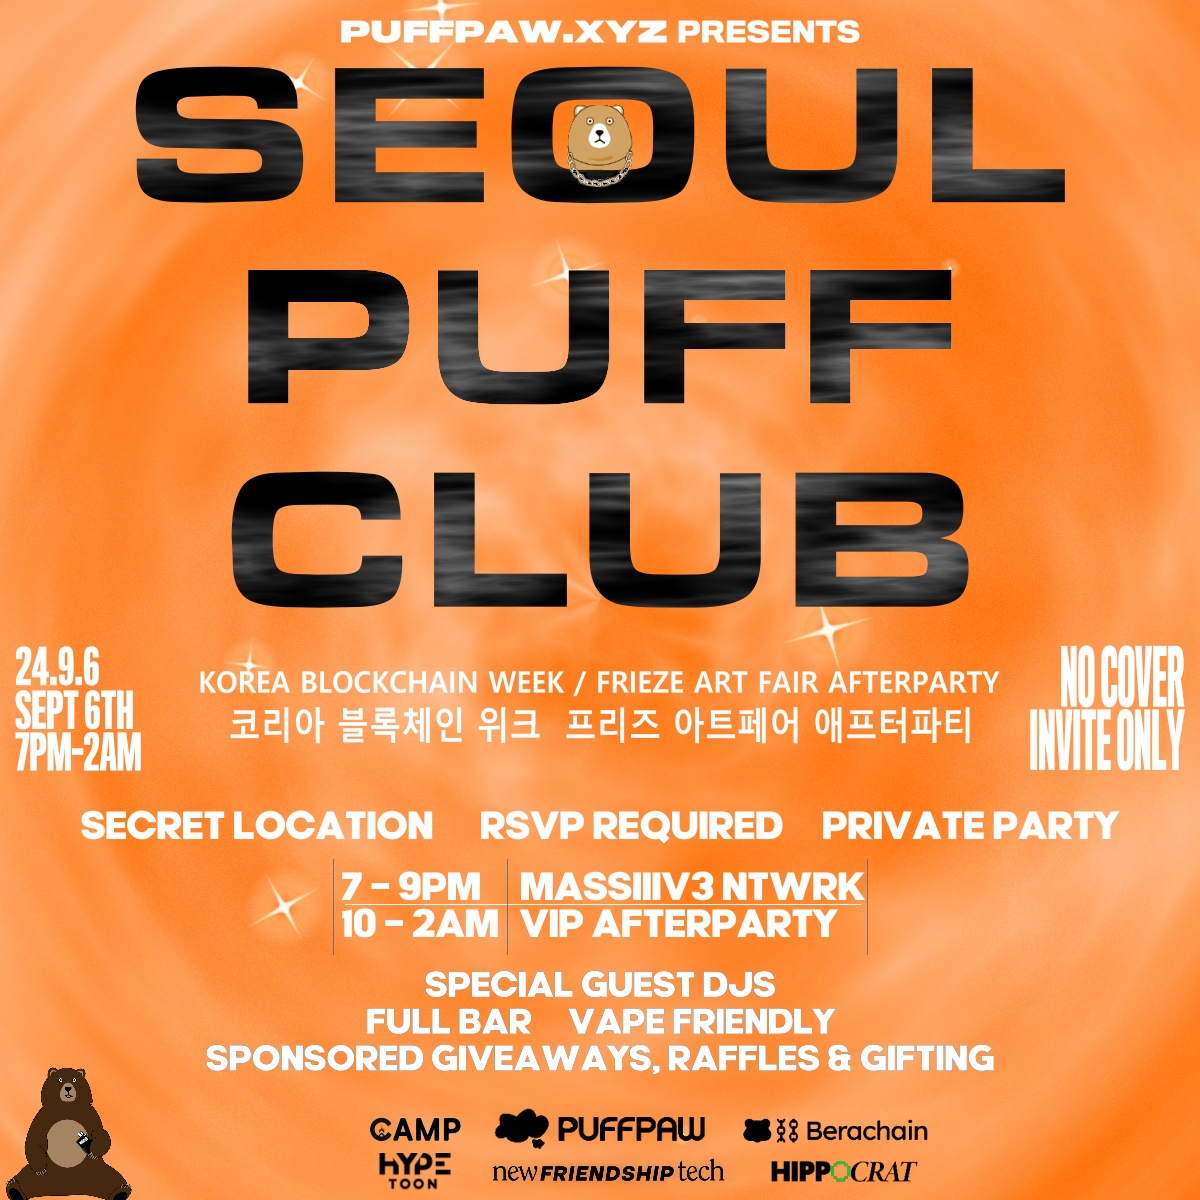 PUFFPAW.XYZ PRESENTS
SEOUL
PUFF
CLUB
24.9.6
SEPT 6TH
7PM-2AM
KOREA BLOCKCHAIN WEEK / FRIEZE ART FAIR AFTERPARTY
코리아 블록체인 위크 프리즈 아트페어 애프터파티
NO COVER
INVITE ONLY
SECRET LOCATION RSVP REQUIRED PRIVATE PARTY
7 - 9PM MASSIIIV3 NTWRK
10 - 2AM VIP AFTERPARTY
SPECIAL GUEST DJS
FULL BAR VAPE FRIENDLY
SPONSORED GIVEAWAYS, RAFFLES & GIFTING
CAMP PUFFPAW Berachain
HYPE
TOON
new FRIENDSHIP tech HIPPOCRAT